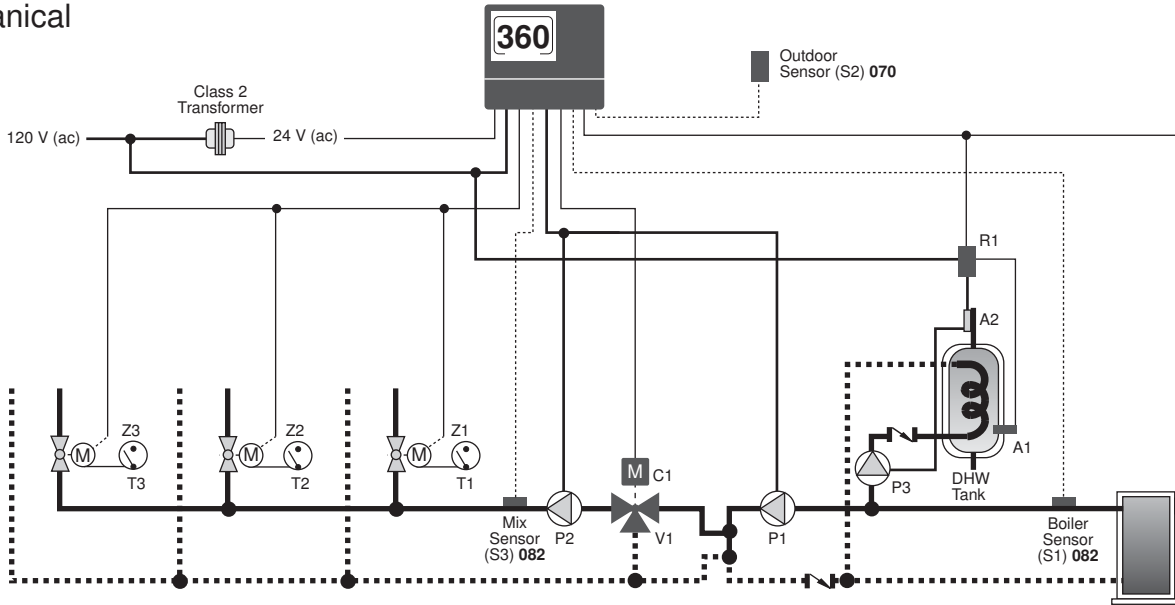 anical
360
Outdoor
Sensor (S2) 070
Class 2
Transformer
120 V (ac)
24 V (ac)
R1
A2
A1
Z3
M
T3
Z2
M
T2
Z1
M
T1
M
C1
Mix
Sensor
(S3) 082
P2
V1
P1
P3
DHW
Tank
Boiler
Sensor
(S1) 082